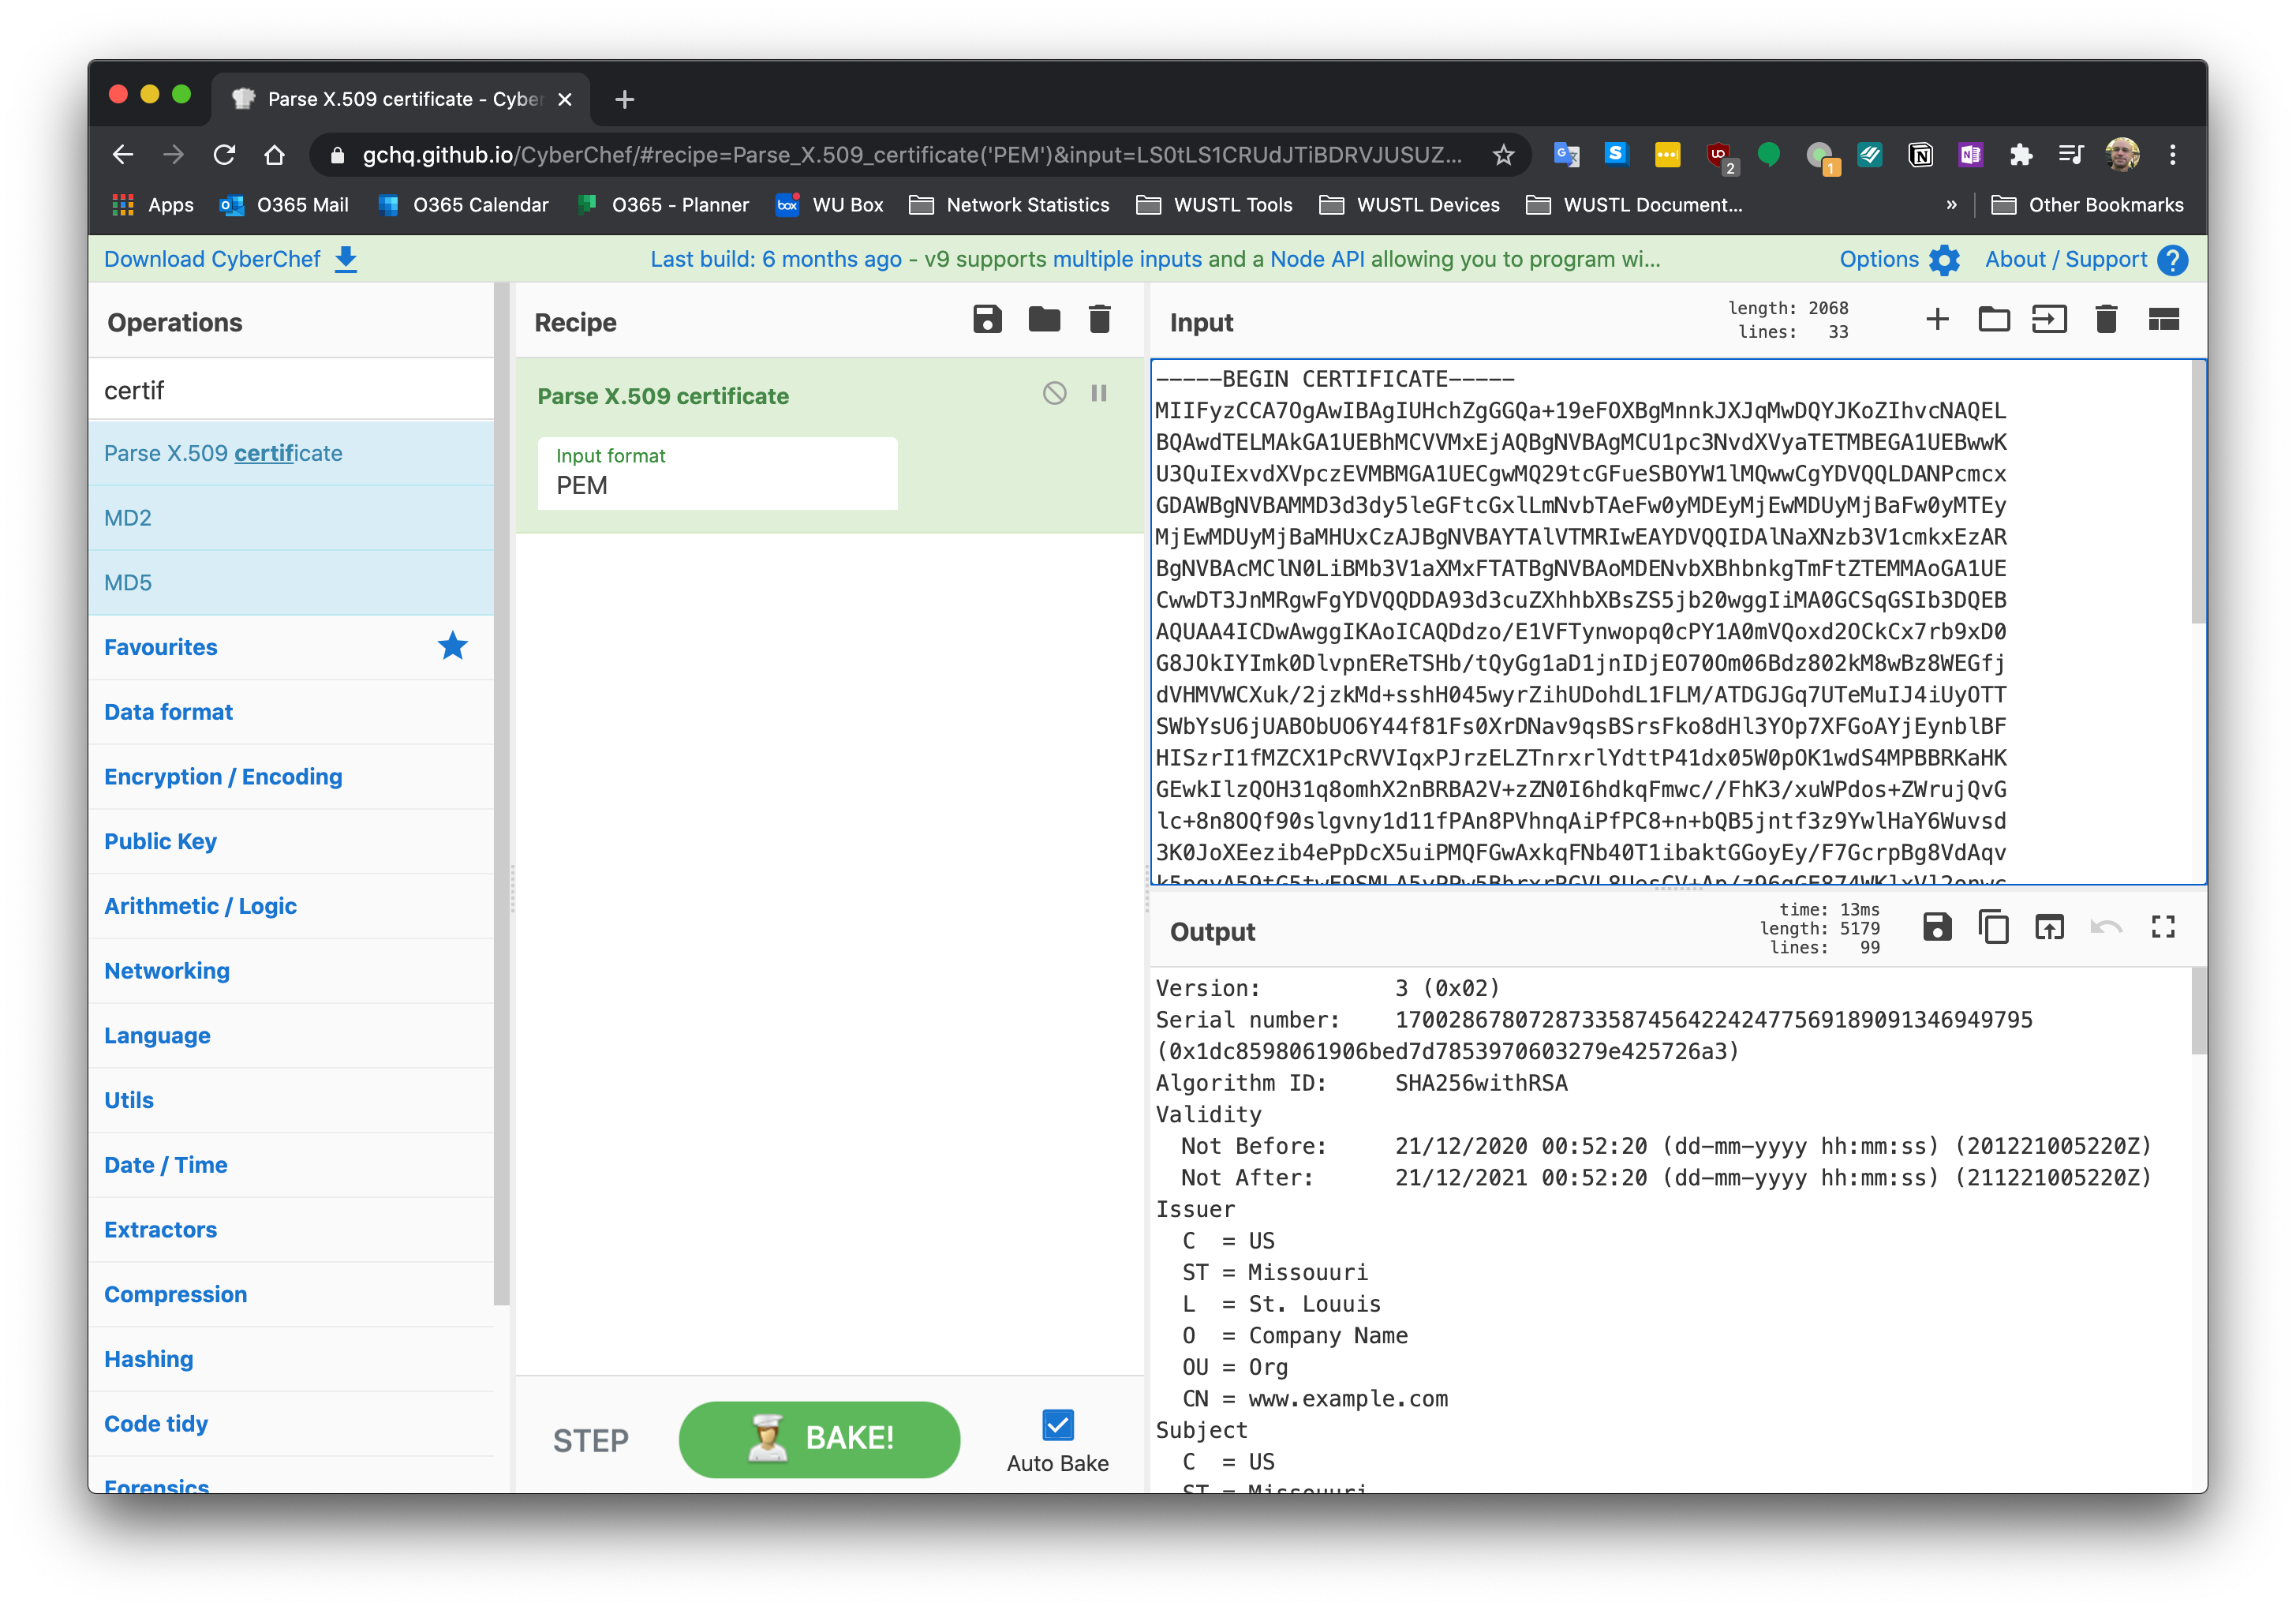 Parse X.509 certificate - Cyber
gchq.github.io/CyberChef/#recipe=Parse_X.509_certificate('PEM')&input=LS0tLS1CRUdJTiBDRVJUSUZ...
2
1
Apps O365 Mail O365 Calendar O365 - Planner box WU Box Network Statistics WUSTL Tools WUSTL Devices WUSTL Document... » Other Bookmarks
Download CyberChef Last build: 6 months ago - v9 supports multiple inputs and a Node API allowing you to program wi... Options About / Support
Operations
certif
Parse X.509 certificate
MD2
MD5
Favourites
Data format
Encryption / Encoding
Public Key
Arithmetic / Logic
Networking
Language
Utils
Date / Time
Extractors
Compression
Hashing
Code tidy
Forensics
Recipe
Parse X.509 certificate
Input format
PEM
STEP BAKE! Auto Bake
Input
length: 2068
lines: 33
-----BEGIN CERTIFICATE-----
MIIFyzCCA7OgAwIBAgIUHchZgGGQa+19eFOXBgMnnkJXJqMwDQYJKoZIhvcNAQEL
BQAwdTELMAkGA1UEBhMCVVMxEjAQBgNVBAgMCU1pc3NvdXVyaTETMBEGA1UEBwwK
U3QuIExvdXVpczEVMBMGA1UECgwMQ29tcGFueSBOYW1lMQwwCgYDVQQLDANPcmcx
GDAWBgNVBAMMD3d3dy5leGFtcGxlLmNvbTAeFw0yMDEyMjEwMDUyMjBaFw0yMTEy
MjEwMDUyMjBaMHUxCzAJBgNVBAYTAlVTMRIwEAYDVQQIDAlNaXNzb3V1cmkxEzAR
BgNVBAcMClN0LiBMb3V1aXMxFTATBgNVBAoMDENvbXBhbnkgTmFtZTEMMAoGA1UE
CwwDT3JnMRgwFgYDVQQDDA93d3cuZXhhbXBsZS5jb20wggIiMA0GCSqGSIb3DQEB
AQUAA4ICDwAwggIKAoICAQDdzo/E1VFTynwopq0cPY1A0mVQoxd2OCkCx7rb9xD0
G8JOkIYImk0DlvpnEReTSHb/tQyGg1aD1jnIDjEO70Om06Bdz802kM8wBz8WEGfj
dVHMVWCXuk/2jzkMd+sshH045wyrZihUDohdL1FLM/ATDGJGq7UTeMuIJ4iUyOTT
SWbYsU6jUABObUO6Y44f81Fs0XrDNav9qsBSrsFko8dHl3YOp7XFGoAYjEynblBF
HISzrI1fMZCX1PcRVVIqxPJrzELZTnrxrlYdttP41dx05W0pOK1wdS4MPBBRKaHK
GEwkIlzQOH31q8omhX2nBRBA2V+zZN0I6hdkqFmwc//FhK3/xuWPdos+ZWrujQvG
lc+8n8OQf90slgvny1d11fPAn8PVhnqAiPfPC8+n+bQB5jntf3z9YwlHaY6Wuvsd
3K0JoXEezib4ePpDcX5uiPMQFGwAxkqFNb40T1ibaktGGoyEy/F7GcrpBg8VdAqv
Output
time: 13ms
length: 5179
lines: 99
Version: 3 (0x02)
Serial number: 170028678072873358745642242477569189091346949795
(0x1dc8598061906bed7d7853970603279e425726a3)
Algorithm ID: SHA256withRSA
Validity
Not Before: 21/12/2020 00:52:20 (dd-mm-yyyy hh:mm:ss) (201221005220Z)
Not After: 21/12/2021 00:52:20 (dd-mm-yyyy hh:mm:ss) (211221005220Z)
Issuer
C = US
ST = Missouuri
L = St. Louuis
O = Company Name
OU = Org
CN = www.example.com
Subject
C = US
ST = Missouuri